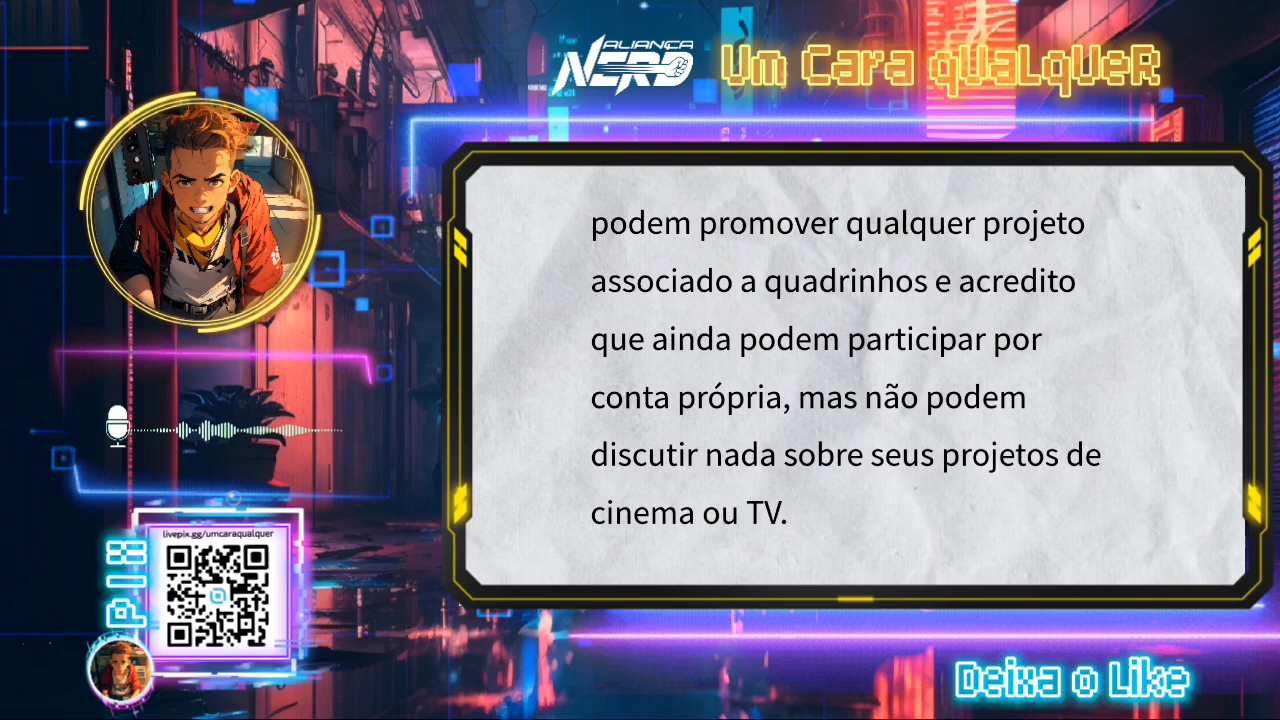 ALIANÇA
NERD
Um Cara qUaLqUeR
podem promover qualquer projeto
associado a quadrinhos e acredito
que ainda podem participar por
conta própria, mas não podem
discutir nada sobre seus projetos de
cinema ou TV.
livepix.gg/umcaraqualquer
PIX
Deixa o Like